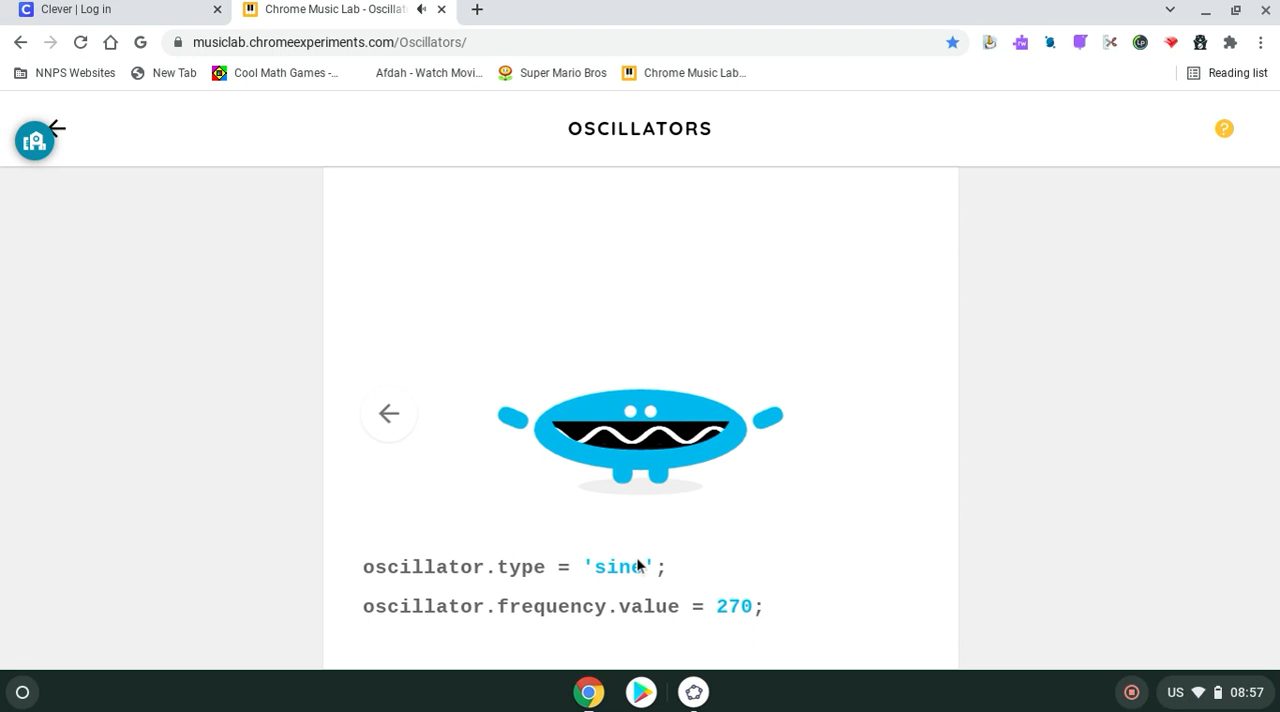 Clever | Log in
Chrome Music Lab - Oscillat
musiclab.chromeexperiments.com/Oscillators/
NNPS Websites
New Tab
Cool Math Games -...
Afdah - Watch Movi...
Super Mario Bros
Chrome Music Lab...
Reading list
OSCILLATORS
?
oscillator.type = 'sine';
oscillator.frequency.value = 270;
US
08:57